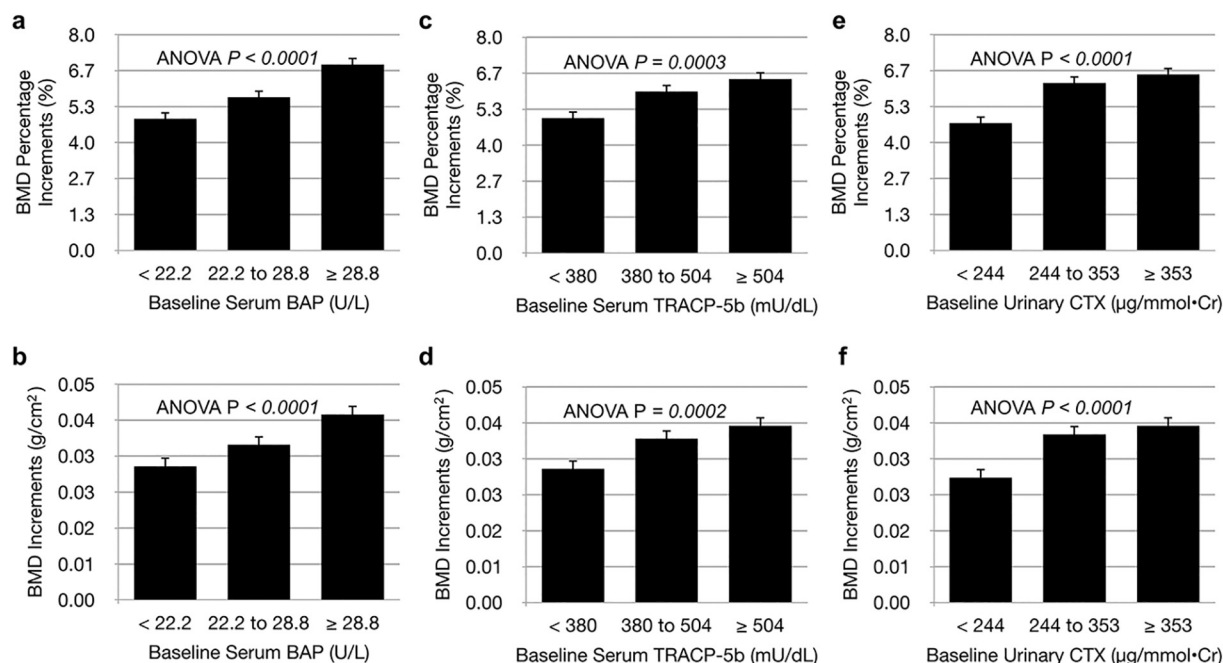 a
ANOVA P < 0.0001
BMD Percentage
Increments (%)
8.0
6.7
5.3
4.0
2.7
1.3
0.0
< 22.2 22.2 to 28.8 ≥ 28.8
Baseline Serum BAP (U/L)
c
ANOVA P = 0.0003
BMD Percentage
Increments (%)
8.0
6.7
5.3
4.0
2.7
1.3
0.0
< 380 380 to 504 ≥ 504
Baseline Serum TRACP-5b (mU/dL)
e
ANOVA P < 0.0001
BMD Percentage
Increments (%)
8.0
6.7
5.3
4.0
2.7
1.3
0.0
< 244 244 to 353 ≥ 353
Baseline Urinary CTX (µg/mmol•Cr)
b
ANOVA P < 0.0001
BMD Increments (g/cm²)
0.05
0.04
0.03
0.03
0.02
0.01
0.00
< 22.2 22.2 to 28.8 ≥ 28.8
Baseline Serum BAP (U/L)
d
ANOVA P = 0.0002
BMD Increments (g/cm²)
0.05
0.04
0.03
0.03
0.02
0.01
0.00
< 380 380 to 504 ≥ 504
Baseline Serum TRACP-5b (mU/dL)
f
ANOVA P < 0.0001
BMD Increments (g/cm²)
0.05
0.04
0.03
0.03
0.02
0.01
0.00
< 244 244 to 353 ≥ 353
Baseline Urinary CTX (µg/mmol•Cr)